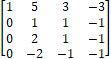 1 5 3 −3
0 1 1 −1
0 2 1 −1
0 −2 −1 −1